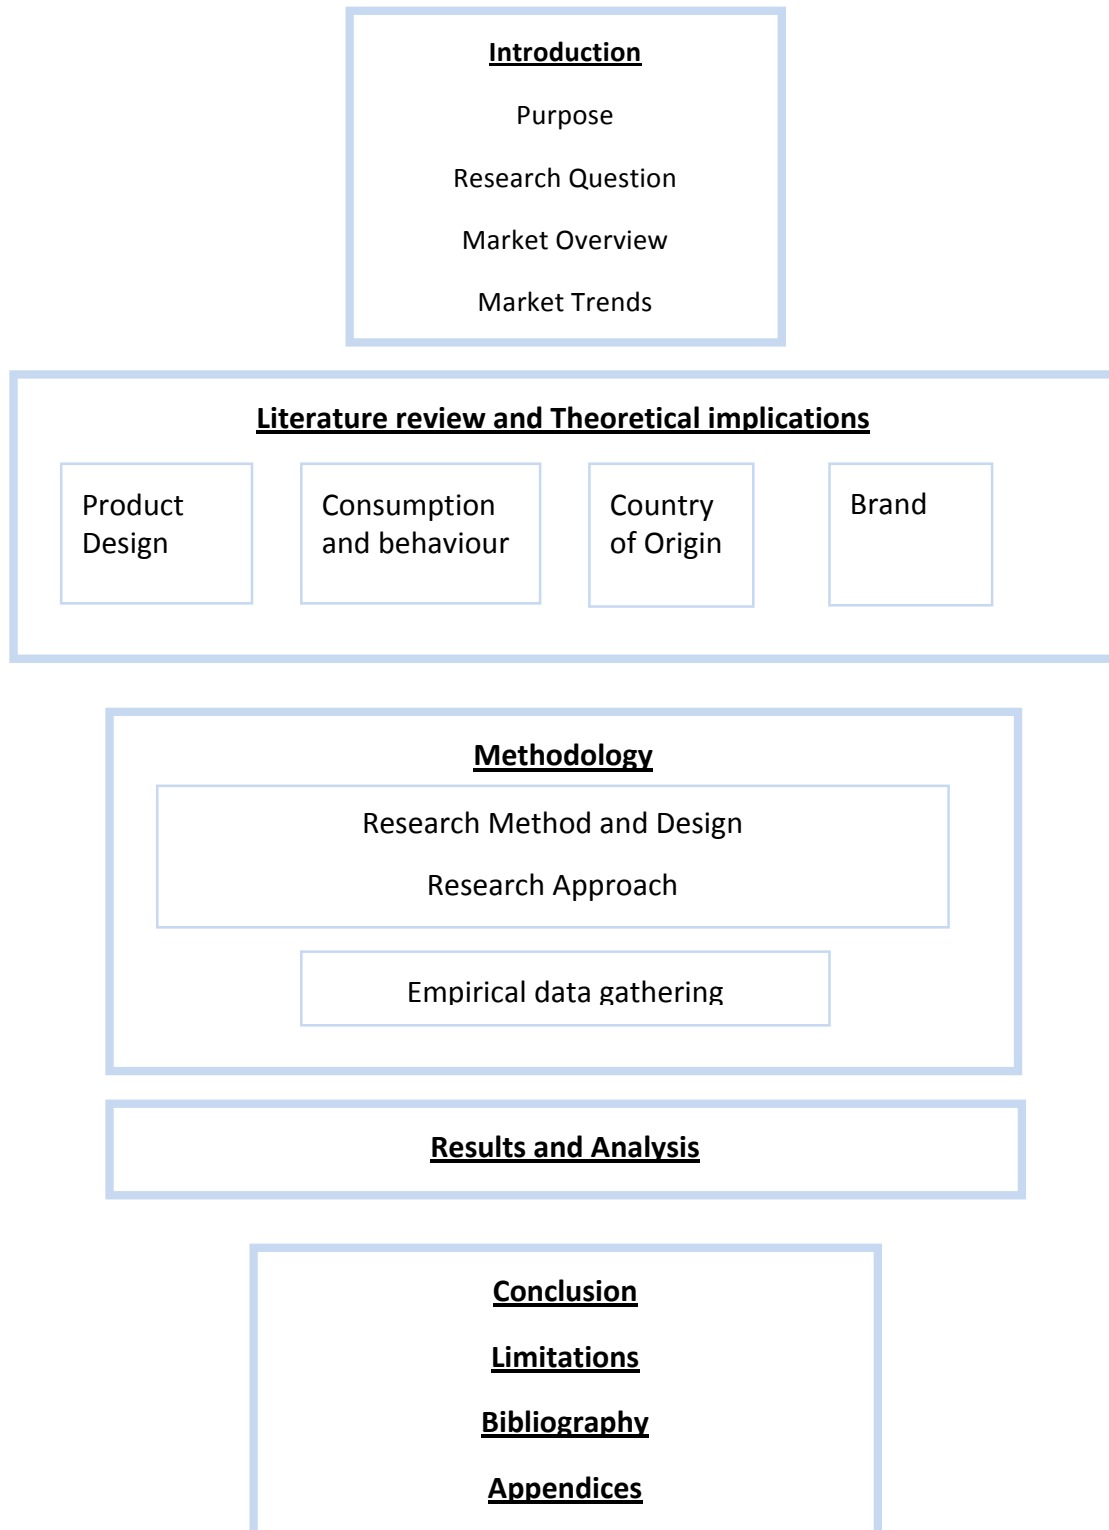 Introduction
Purpose
Research Question
Market Overview
Market Trends
Literature review and Theoretical implications
Product
Design
Consumption
and behaviour
Country
of Origin
Brand
Methodology
Research Method and Design
Research Approach
Empirical data gathering
Results and Analysis
Conclusion
Limitations
Bibliography
Appendices